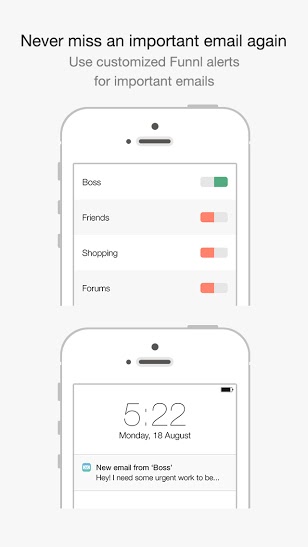 Never miss an important email again
Use customized Funnl alerts
for important emails
Boss
Friends
Shopping
Forums
5:22
Monday, 18 August
New email from 'Boss'
Hey! I need some urgent work to be...